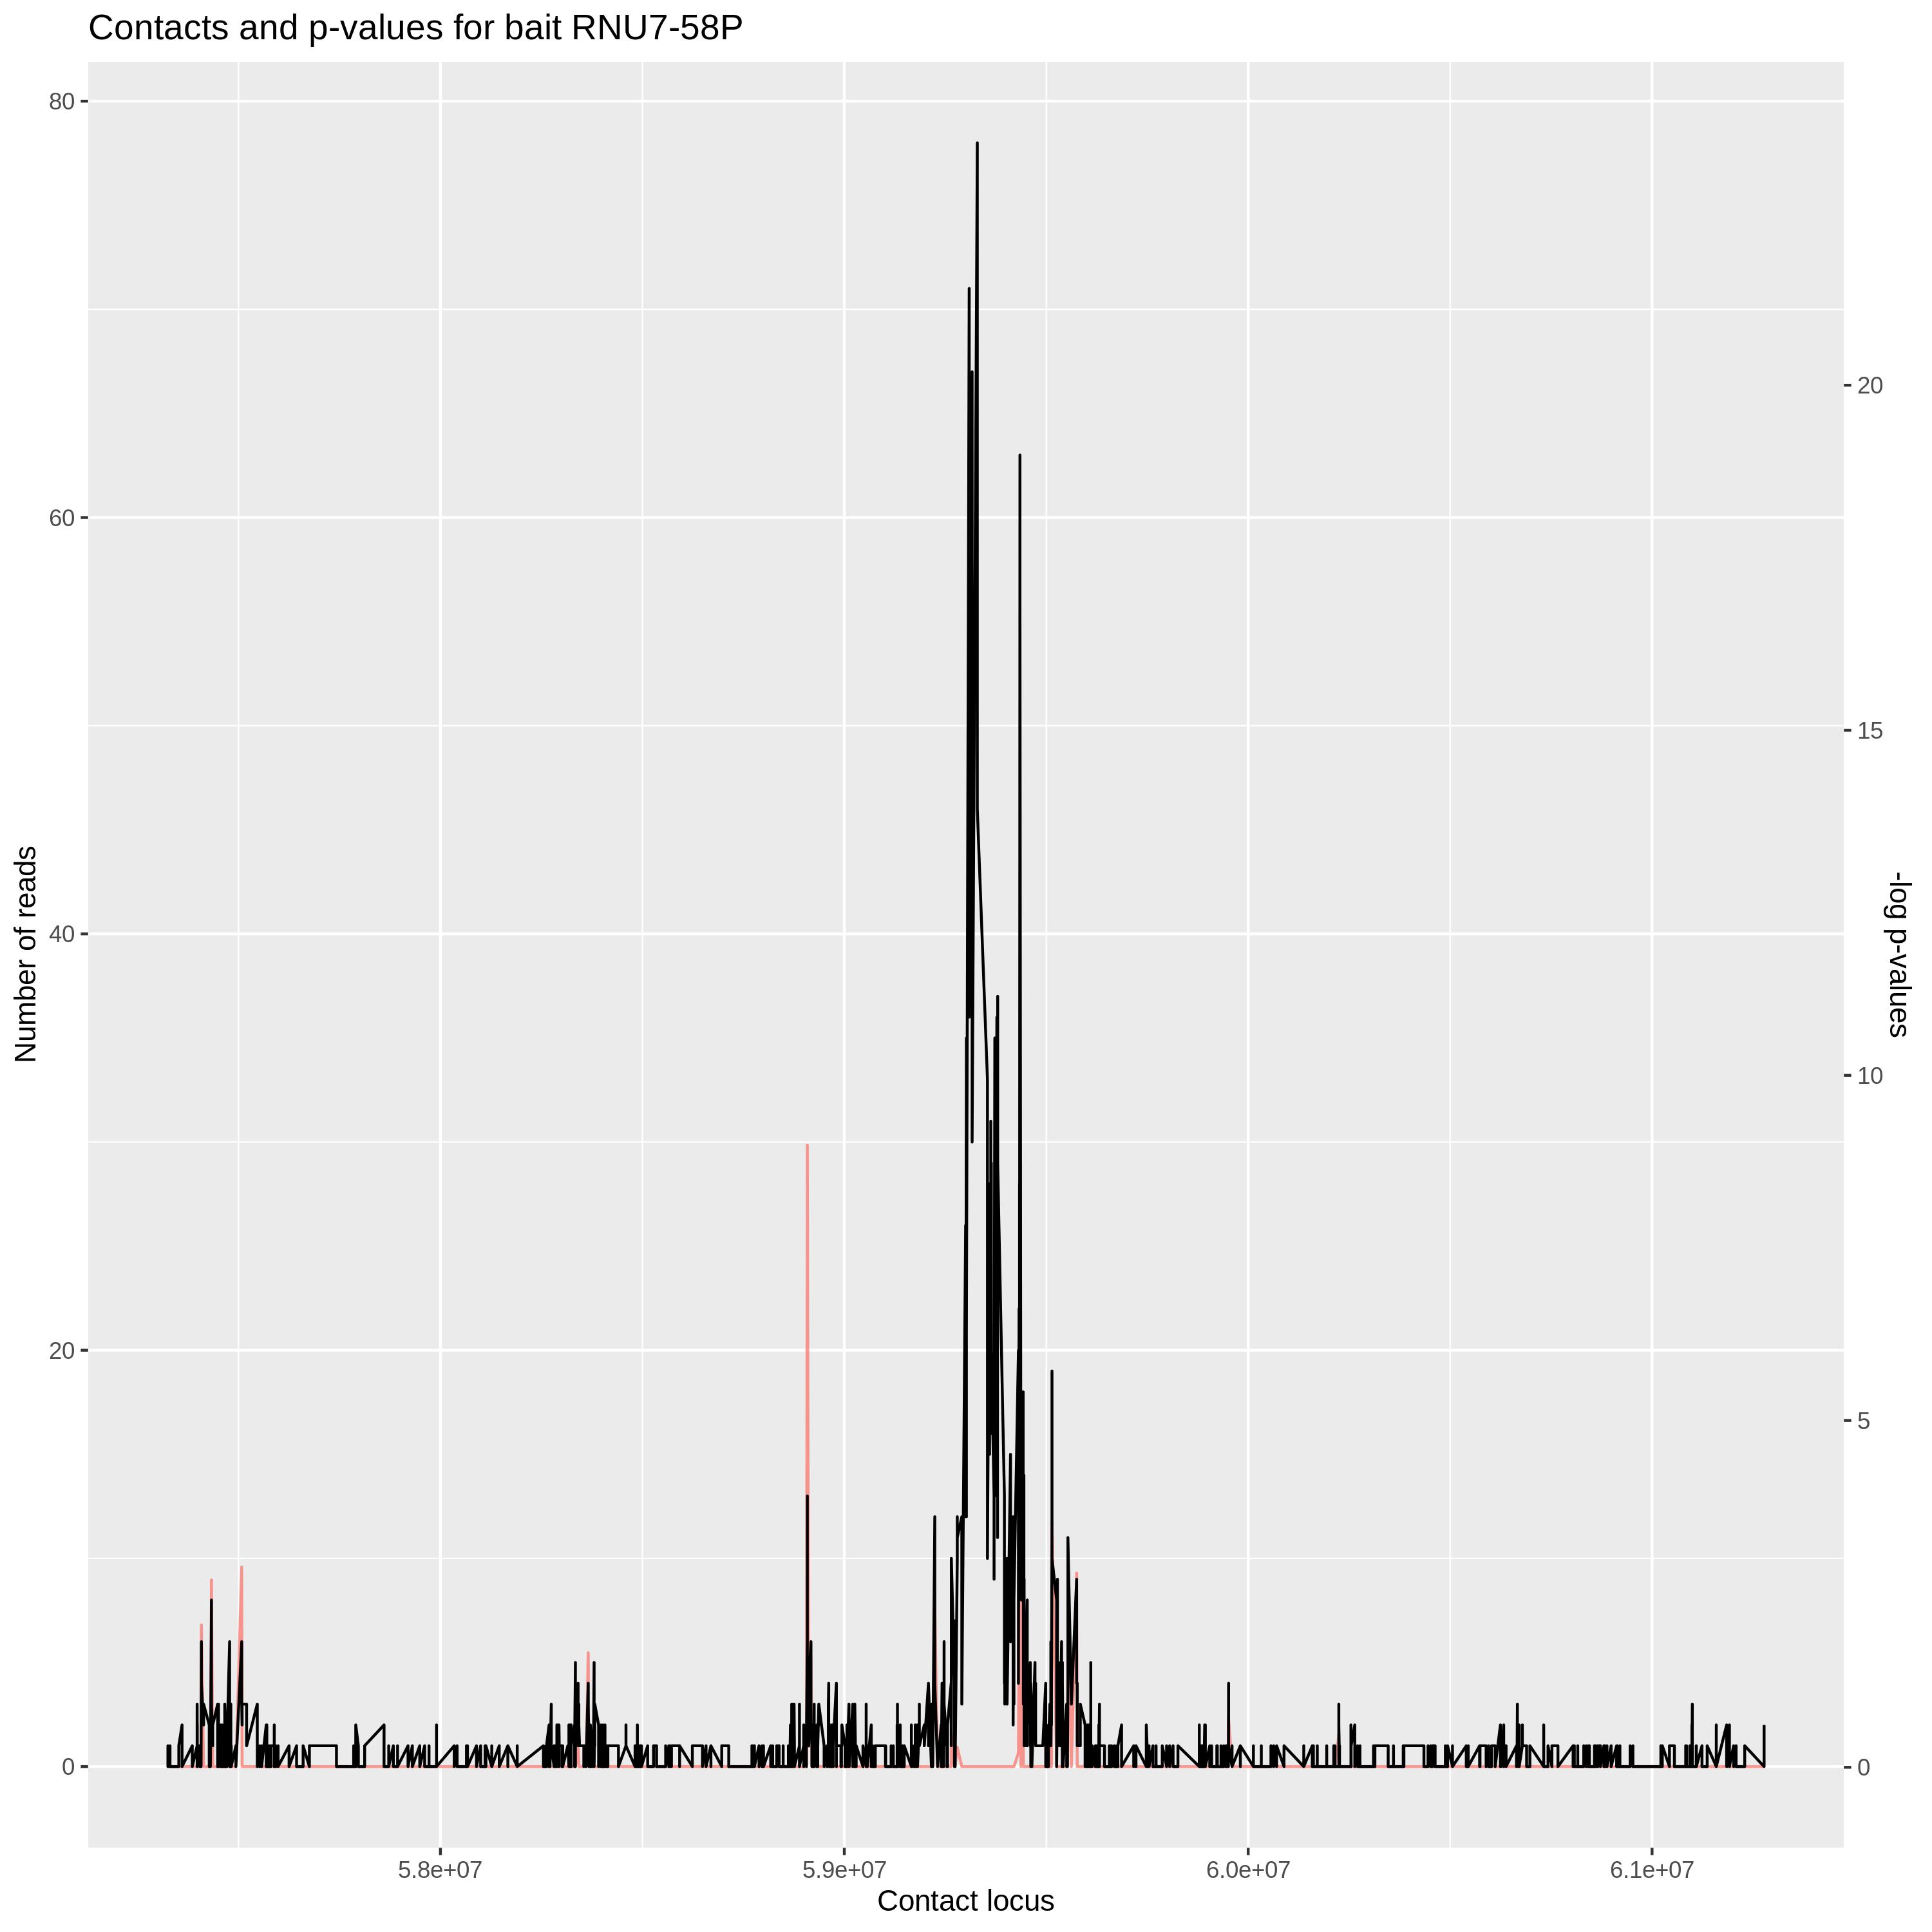 Contacts and p-values for bait RNU7-58P
80
60
40
20
0
Number of reads
20
15
10
5
0
-log p-values
5.8e+07 5.9e+07 6.0e+07 6.1e+07
Contact locus